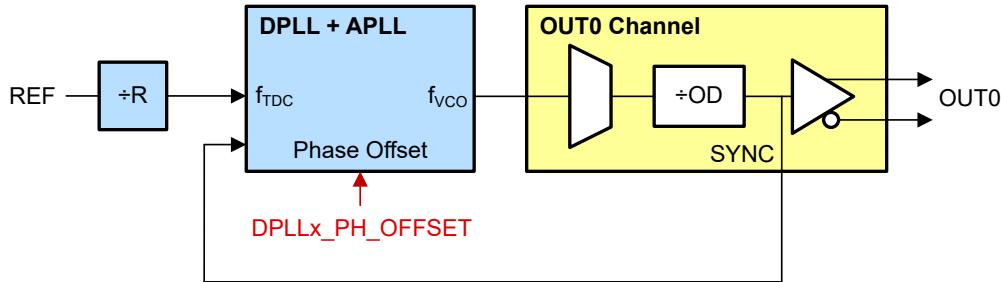 DPLL + APLL
OUT0 Channel
REF
÷R
fTDC
fVCO
÷OD
OUT0
Phase Offset
SYNC
DPLLx_PH_OFFSET